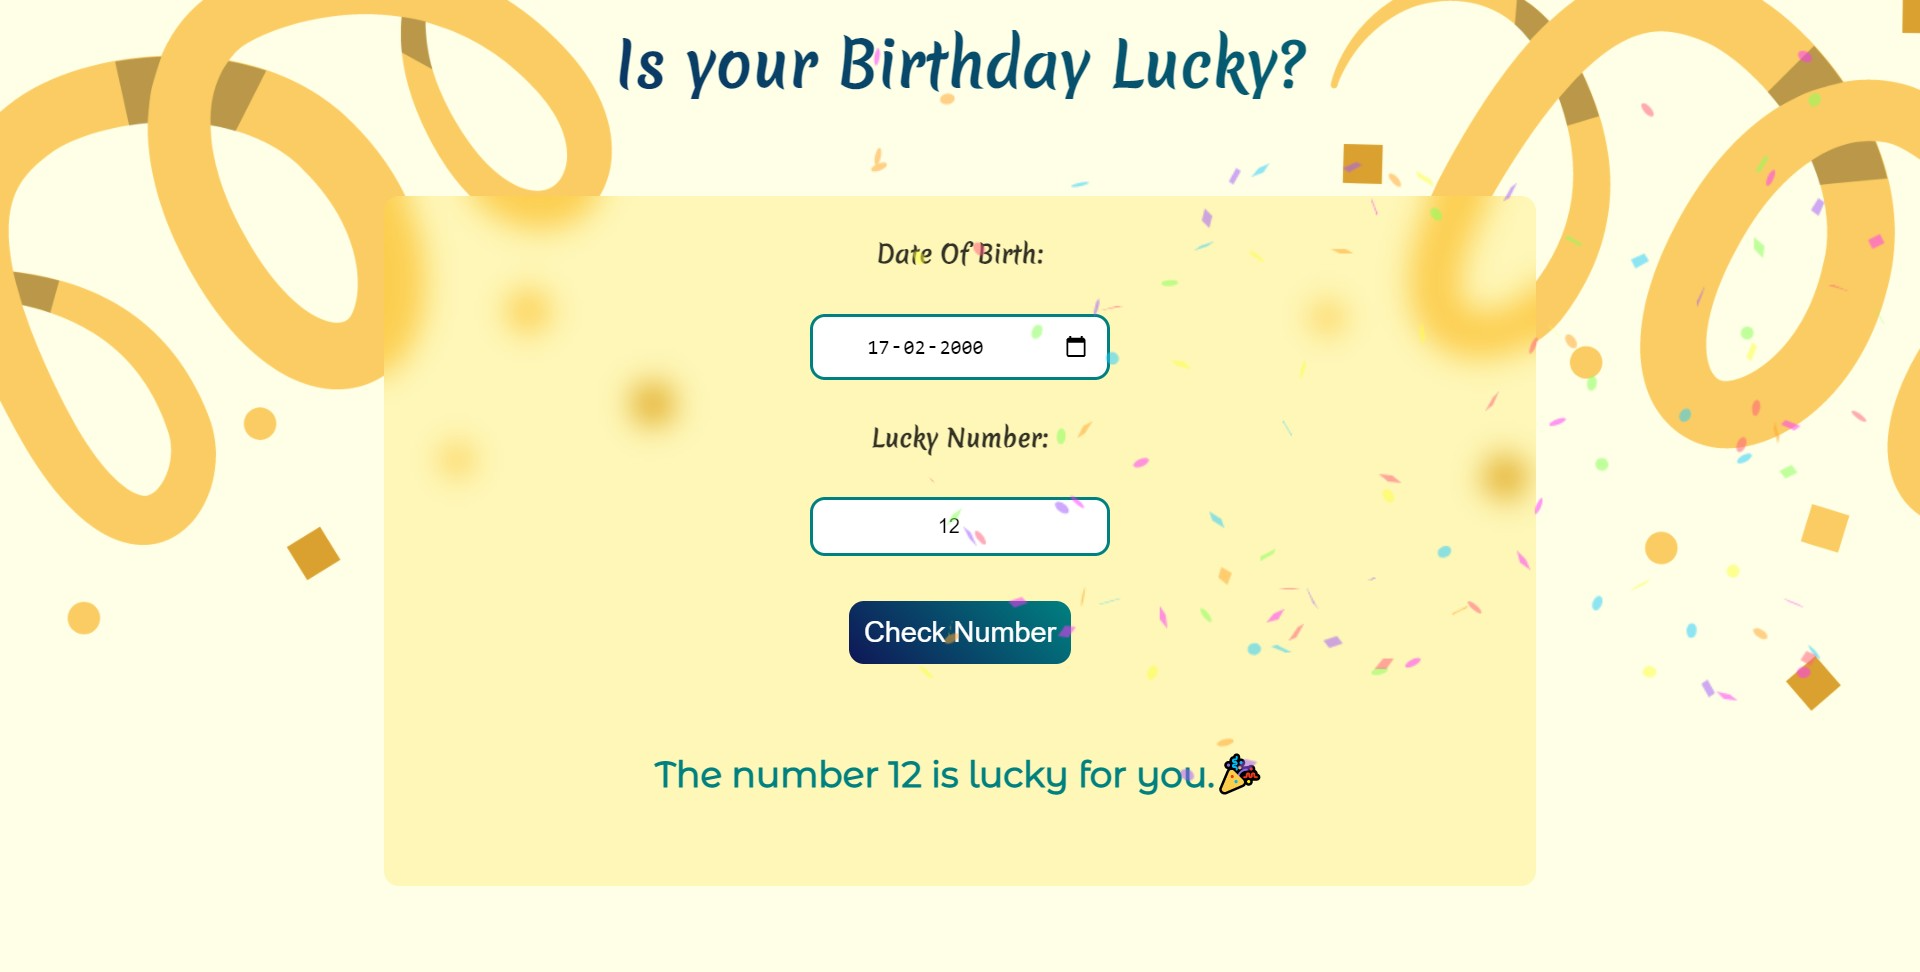 Is your Birthday Lucky?
Date Of Birth:
17-02-2000
Lucky Number:
12
Check Number
The number 12 is lucky for you.🎉